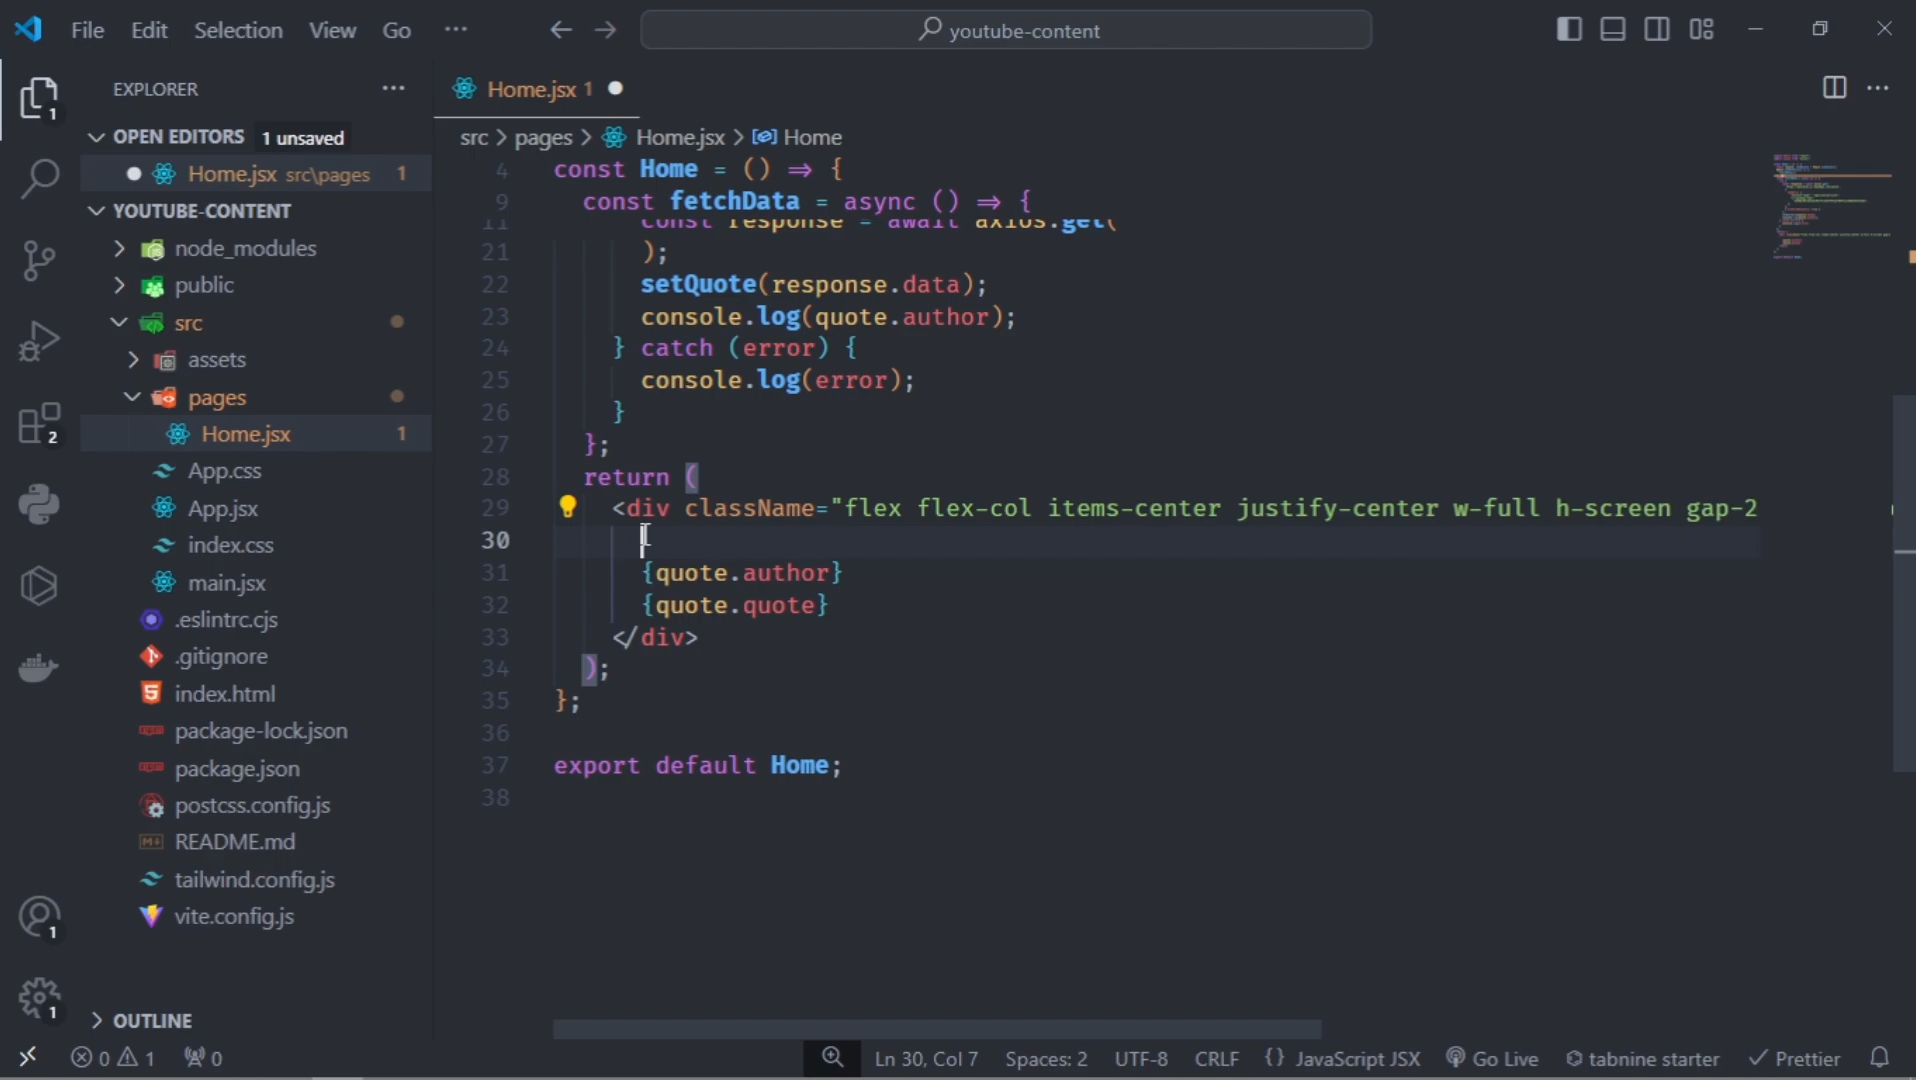 File Edit Selection View Go ···
youtube-content
EXPLORER
OPEN EDITORS 1 unsaved
Home.jsx src\pages 1
YOUTUBE-CONTENT
node_modules
public
src
assets
pages
Home.jsx 1
App.css
App.jsx
index.css
main.jsx
.eslintrc.cjs
.gitignore
index.html
package-lock.json
package.json
postcss.config.js
README.md
tailwind.config.js
vite.config.js
OUTLINE
1
2
1
1
Home.jsx 1
src > pages > Home.jsx > Home
4 const Home = () => {
9 const fetchData = async () => {
11 const response = await axios.get(
21 );
22 setQuote(response.data);
23 console.log(quote.author);
24 } catch (error) {
25 console.log(error);
26 }
27 };
28 return (
29 <div className="flex flex-col items-center justify-center w-full h-screen gap-2
30
31 {quote.author}
32 {quote.quote}
33 </div>
34 );
35 };
36
37 export default Home;
38
0 1 0 Ln 30, Col 7 Spaces: 2 UTF-8 CRLF {} JavaScript JSX Go Live tabnine starter Prettier